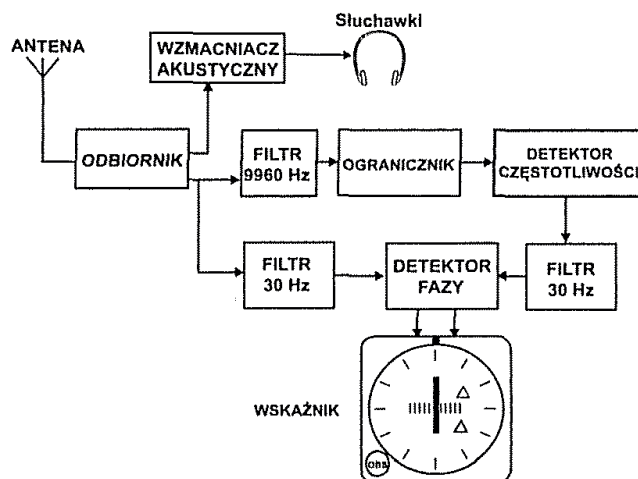 Słuchawki
ANTENA
WZMACNIACZ
AKUSTYCZNY
ODBIORNIK
FILTR
9960 Hz
OGRANICZNIK
DETEKTOR
CZĘSTOTLIWOŚCI
FILTR
30 Hz
DETEKTOR
FAZY
FILTR
30 Hz
WSKAŹNIK
obs